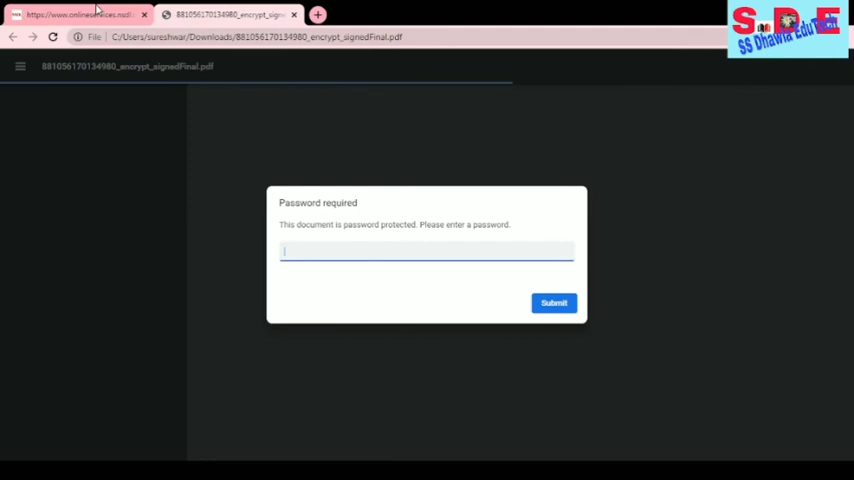 https://www.onlineservices.nsdl.
881056170134980_encrypt_signe
S D E
SS Dhawla EduTech
File
C:/Users/sureshwar/Downloads/881056170134980_encrypt_signedFinal.pdf
881056170134980_encrypt_signedFinal.pdf
Password required
This document is password protected. Please enter a password.
Submit